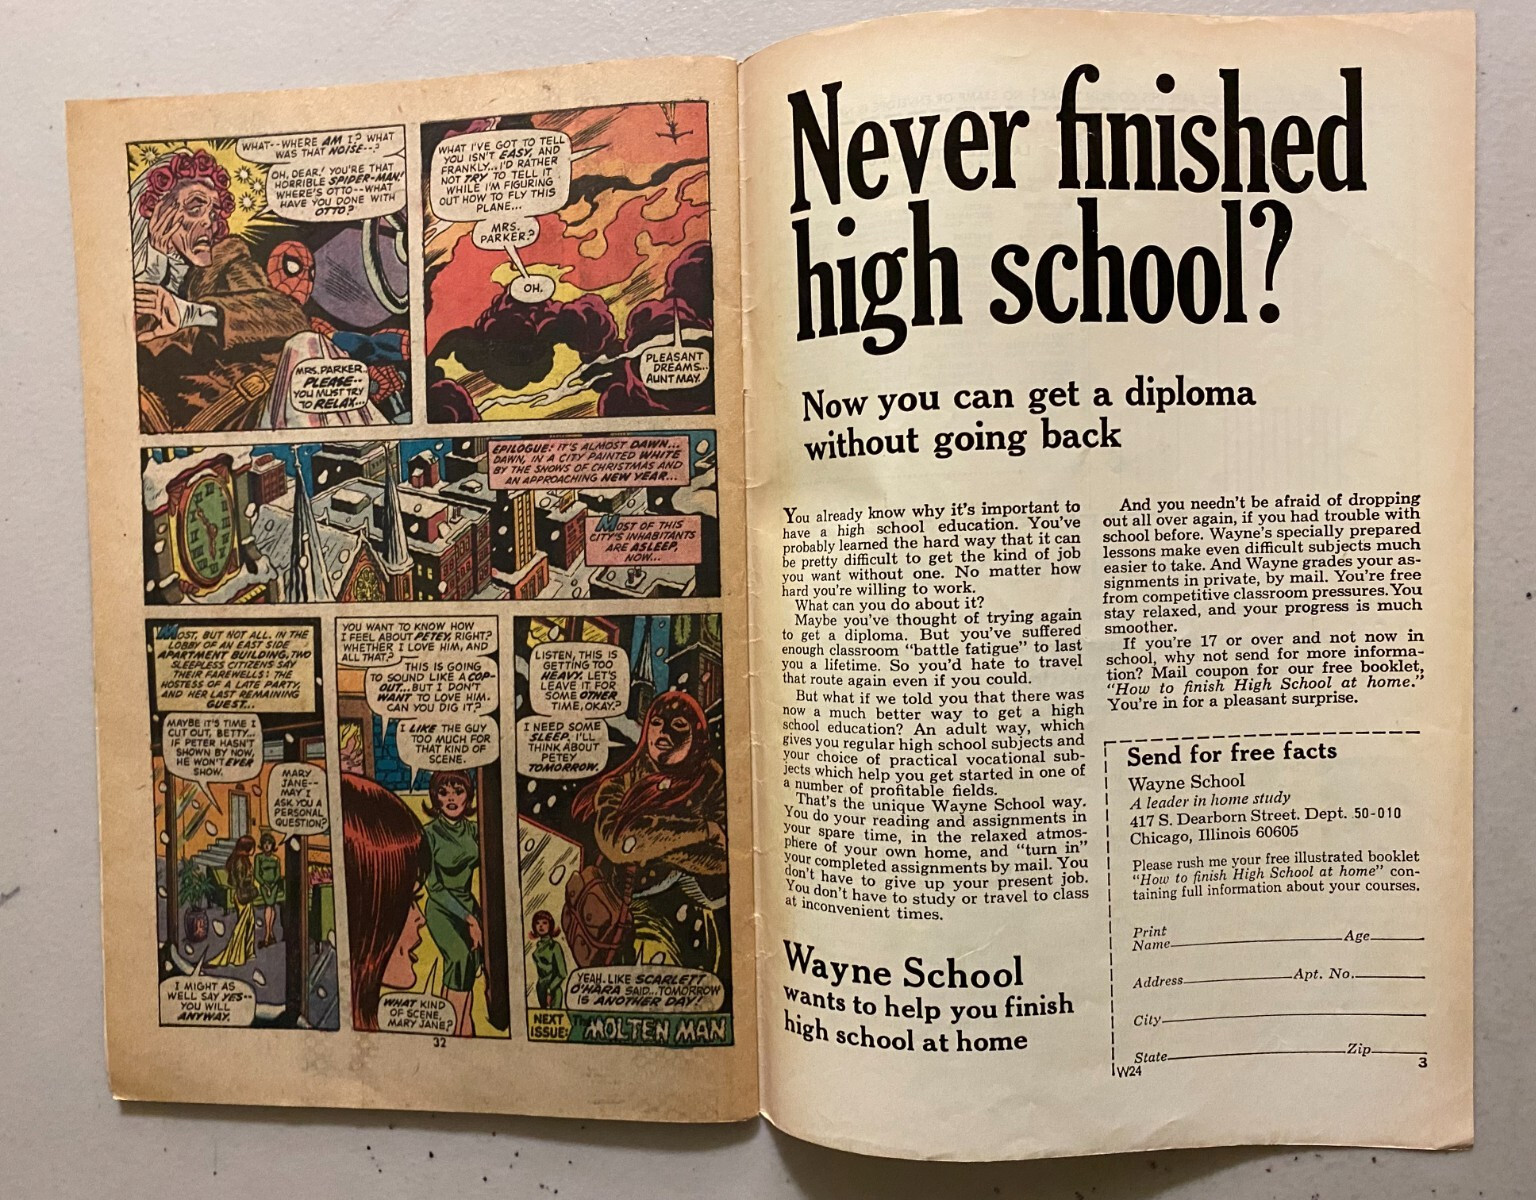 WHAT--WHERE AM I? WHAT
WAS THAT NOISE--?
OH, DEAR! YOU'RE THAT
HORRIBLE SPIDER-MAN!
WHERE'S OTTO--WHAT
HAVE YOU DONE WITH
OTTO?
MRS. PARKER,
PLEASE--
YOU MUST TRY
TO RELAX...
WHAT I'VE GOT TO TELL
YOU ISN'T EASY, AND
FRANKLY...I'D RATHER
NOT TRY TO TELL IT
WHILE I'M FIGURING
OUT HOW TO FLY THIS
PLANE...
MRS.
PARKER?
OH.
PLEASANT
DREAMS...
AUNT MAY.
EPILOGUE: IT'S ALMOST DAWN...
DAWN, IN A CITY PAINTED WHITE
BY THE SNOWS OF CHRISTMAS AND
AN APPROACHING NEW YEAR...
MOST OF THIS
CITY'S INHABITANTS
ARE ASLEEP,
NOW...
MOST, BUT NOT ALL. IN THE
LOBBY OF AN EAST SIDE
APARTMENT BUILDING, TWO
SLEEPLESS CITIZENS SAY
THEIR FAREWELLS: THE
HOSTESS OF A LATE PARTY,
AND HER LAST REMAINING
GUEST...
MAYBE IT'S TIME I
CUT OUT, BETTY...
IF PETER HASN'T
SHOWN BY NOW,
HE WON'T EVER
SHOW.
MARY
JANE--
MAY I
ASK YOU A
PERSONAL
QUESTION?
I MIGHT AS
WELL SAY YES--
YOU WILL
ANYWAY.
YOU WANT TO KNOW HOW
I FEEL ABOUT PETEY, RIGHT?
WHETHER I LOVE HIM, AND
ALL THAT?
THIS IS GOING
TO SOUND LIKE A COP-
OUT...BUT I DON'T
WANT TO LOVE HIM.
CAN YOU DIG IT?
I LIKE THE GUY
TOO MUCH FOR
THAT KIND OF
SCENE.
WHAT KIND
OF SCENE,
MARY JANE?
LISTEN, THIS IS
GETTING TOO
HEAVY. LET'S
LEAVE IT FOR
SOME OTHER
TIME, OKAY?
I NEED SOME
SLEEP. I'LL
THINK ABOUT
PETEY
TOMORROW.
YEAH. LIKE SCARLETT
O'HARA SAID...TOMORROW
IS ANOTHER DAY!
NEXT
ISSUE: The MOLTEN MAN
32
Never finished
high school?
Now you can get a diploma
without going back
You already know why it's important to
have a high school education. You've
probably learned the hard way that it can
be pretty difficult to get the kind of job
you want without one. No matter how
hard you're willing to work.
What can you do about it?
Maybe you've thought of trying again
to get a diploma. But you've suffered
enough classroom "battle fatigue" to last
you a lifetime. So you'd hate to travel
that route again even if you could.
But what if we told you that there was
now a much better way to get a high
school education? An adult way, which
gives you regular high school subjects and
your choice of practical vocational sub-
jects which help you get started in one of
a number of profitable fields.
That's the unique Wayne School way.
You do your reading and assignments in
your spare time, in the relaxed atmos-
phere of your own home, and "turn in"
your completed assignments by mail. You
don't have to give up your present job.
You don't have to study or travel to class
at inconvenient times.
Wayne School
wants to help you finish
high school at home
And you needn't be afraid of dropping
out all over again, if you had trouble with
school before. Wayne's specially prepared
lessons make even difficult subjects much
easier to take. And Wayne grades your as-
signments in private, by mail. You're free
from competitive classroom pressures. You
stay relaxed, and your progress is much
smoother.
If you're 17 or over and not now in
school, why not send for more informa-
tion? Mail coupon for our free booklet,
"How to finish High School at home."
You're in for a pleasant surprise.
Send for free facts
Wayne School
A leader in home study
417 S. Dearborn Street. Dept. 50-010
Chicago, Illinois 60605
Please rush me your free illustrated booklet
"How to finish High School at home" con-
taining full information about your courses.
Print
Name Age
Address Apt. No.
City
State Zip
W24
3